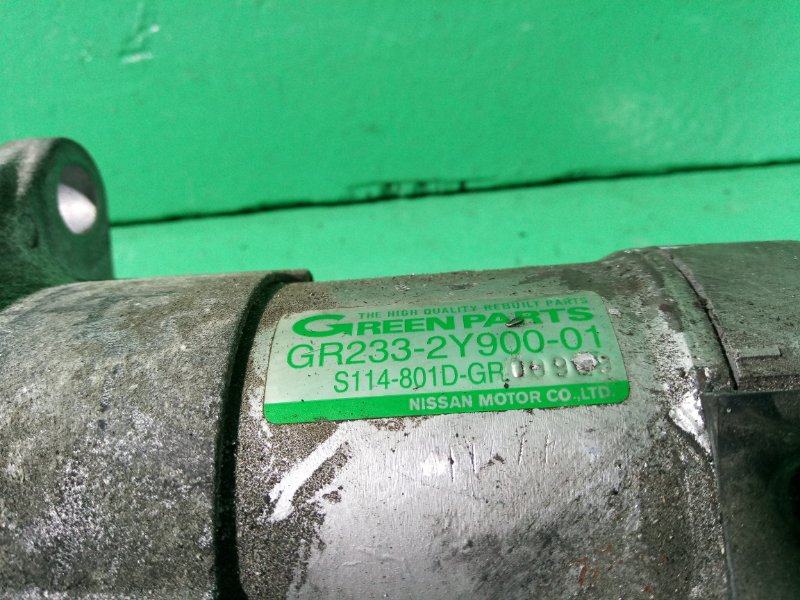 THE HIGH QUALITY REBUILT PARTS
GREEN PARTS
GR233-2Y900-01
S114-801D-GR
NISSAN MOTOR CO.,LTD.